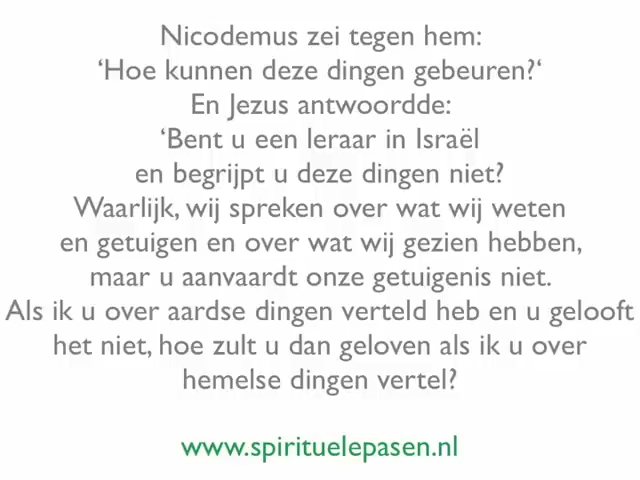 Nicodemus zei tegen hem:
‘Hoe kunnen deze dingen gebeuren?‘
En Jezus antwoordde:
‘Bent u een leraar in Israël
en begrijpt u deze dingen niet?
Waarlijk, wij spreken over wat wij weten
en getuigen en over wat wij gezien hebben,
maar u aanvaardt onze getuigenis niet.
Als ik u over aardse dingen verteld heb en u gelooft
het niet, hoe zult u dan geloven als ik u over
hemelse dingen vertel?
www.spirituelepasen.nl